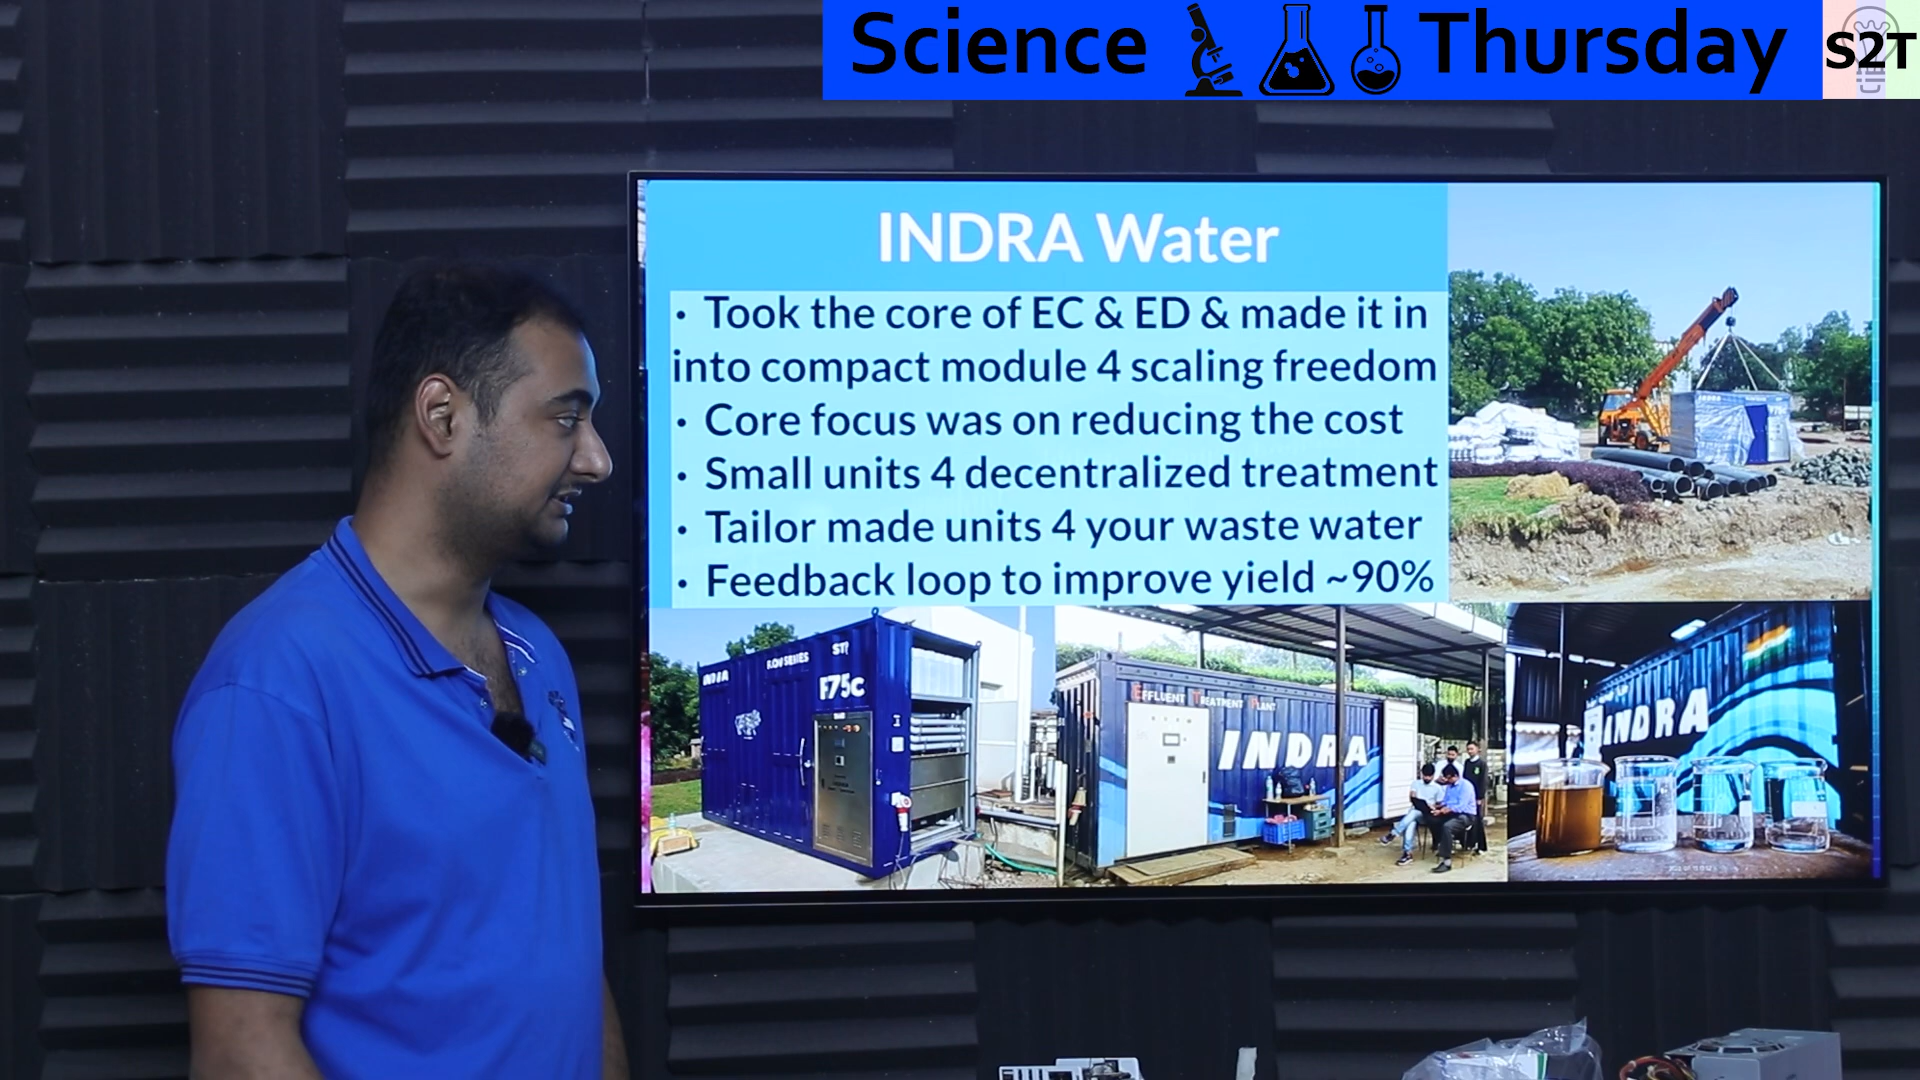 Science Thursday
S2T
INDRA Water
• Took the core of EC & ED & made it in
into compact module 4 scaling freedom
• Core focus was on reducing the cost
• Small units 4 decentralized treatment
• Tailor made units 4 your waste water
• Feedback loop to improve yield ~90%
INDRA
STP
F75c
EFFLUENT TREATMENT PLANT
INDRA
INDRA